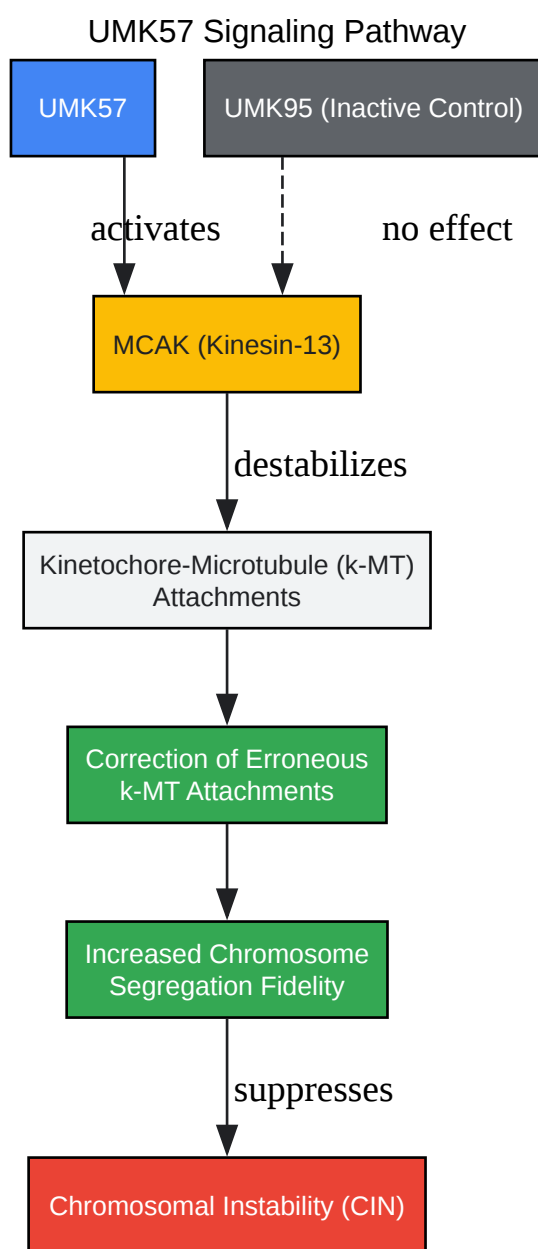 UMK57 Signaling Pathway
UMK57
UMK95 (Inactive Control)
activates
no effect
MCAK (Kinesin-13)
destabilizes
Kinetochore-Microtubule (k-MT)
Attachments
Correction of Erroneous
k-MT Attachments
Increased Chromosome
Segregation Fidelity
suppresses
Chromosomal Instability (CIN)